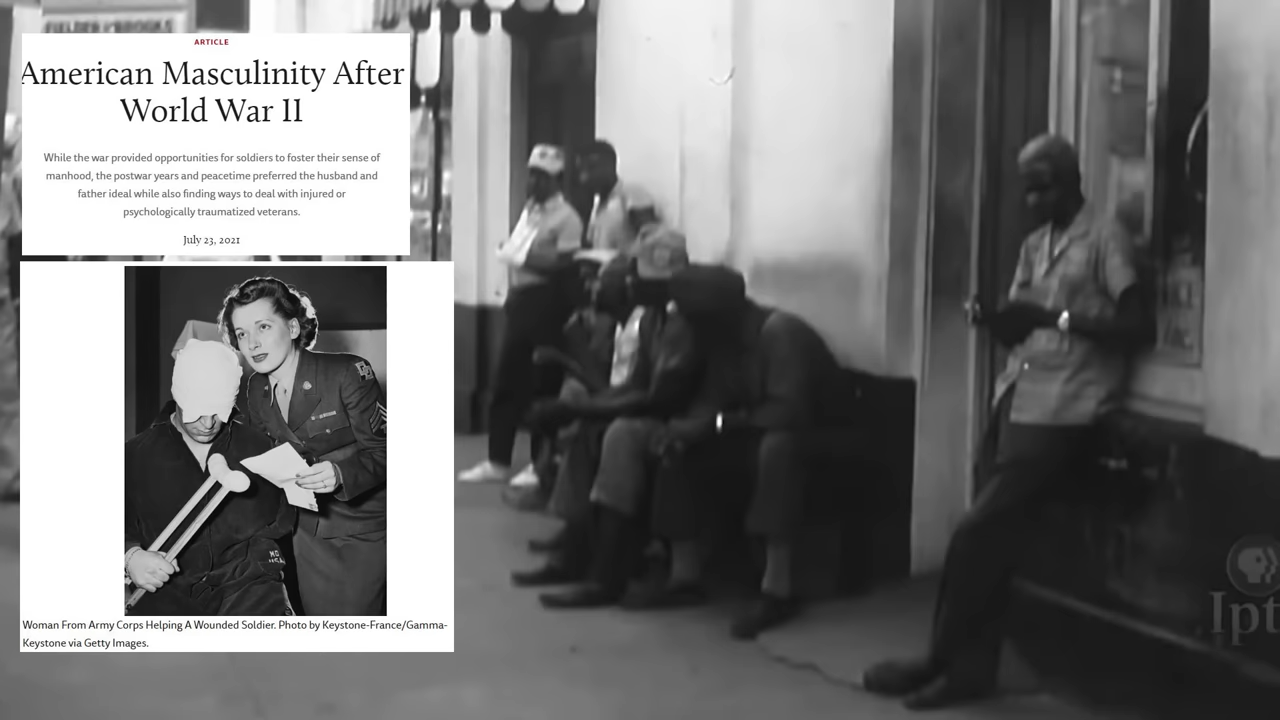 FIELDER & BROOKS
ARTICLE
American Masculinity After
World War II
While the war provided opportunities for soldiers to foster their sense of
manhood, the postwar years and peacetime preferred the husband and
father ideal while also finding ways to deal with injured or
psychologically traumatized veterans.
July 23, 2021
Woman From Army Corps Helping A Wounded Soldier. Photo by Keystone-France/Gamma-
Keystone via Getty Images.
Ipt